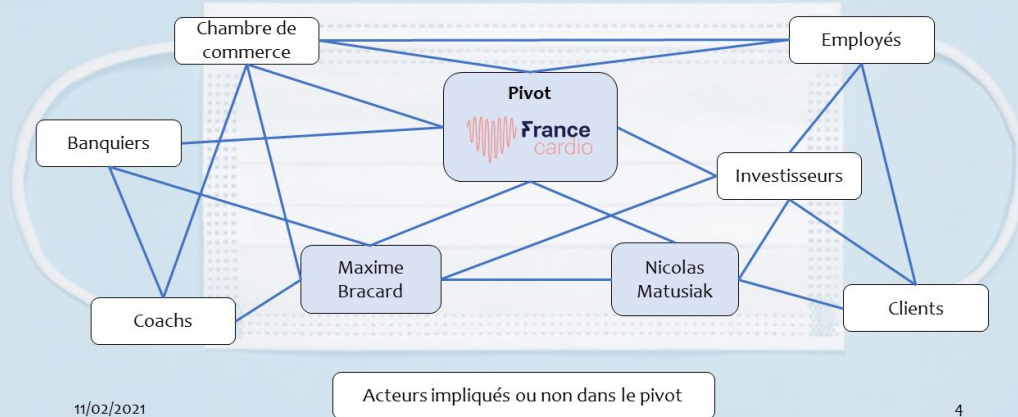 Chambre de
commerce
Employés
Pivot
France
cardio
Banquiers
Investisseurs
Maxime
Bracard
Nicolas
Matusiak
Coachs
Clients
Acteurs impliqués ou non dans le pivot
11/02/2021
4